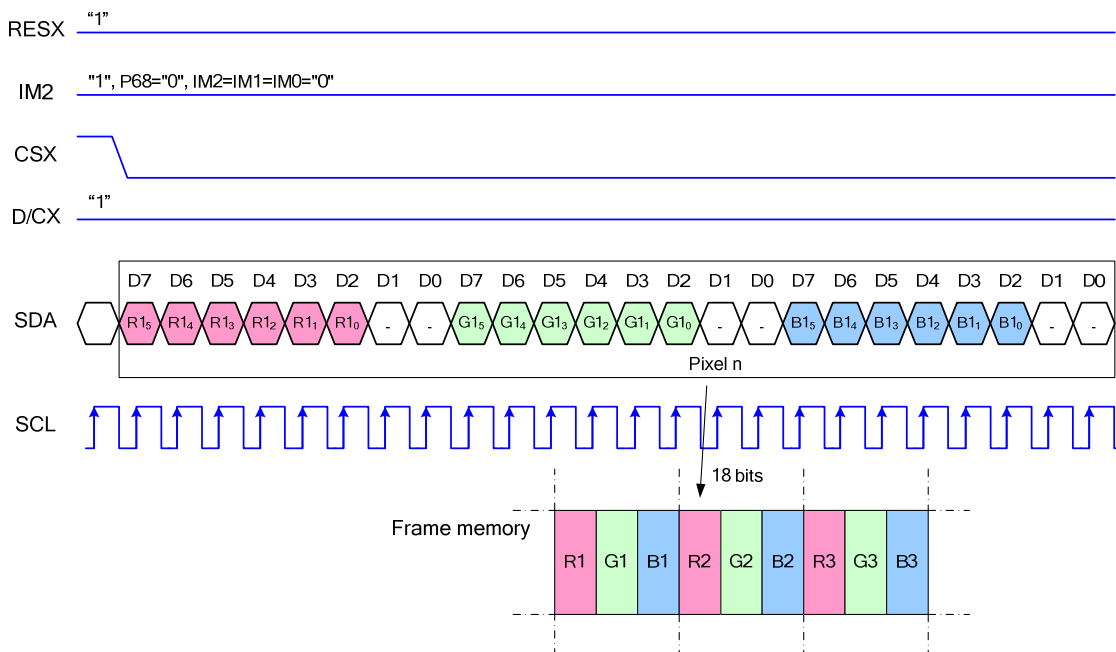 RESX “1”
IM2 "1", P68="0", IM2=IM1=IM0="0"
CSX
D/CX “1”
D7 D6 D5 D4 D3 D2 D1 D0 D7 D6 D5 D4 D3 D2 D1 D0 D7 D6 D5 D4 D3 D2 D1 D0
SDA R1₅ R1₄ R1₃ R1₂ R1₁ R1₀ - - G1₅ G1₄ G1₃ G1₂ G1₁ G1₀ - - B1₅ B1₄ B1₃ B1₂ B1₁ B1₀ - -
Pixel n
SCL
18 bits
Frame memory
R1 G1 B1 R2 G2 B2 R3 G3 B3